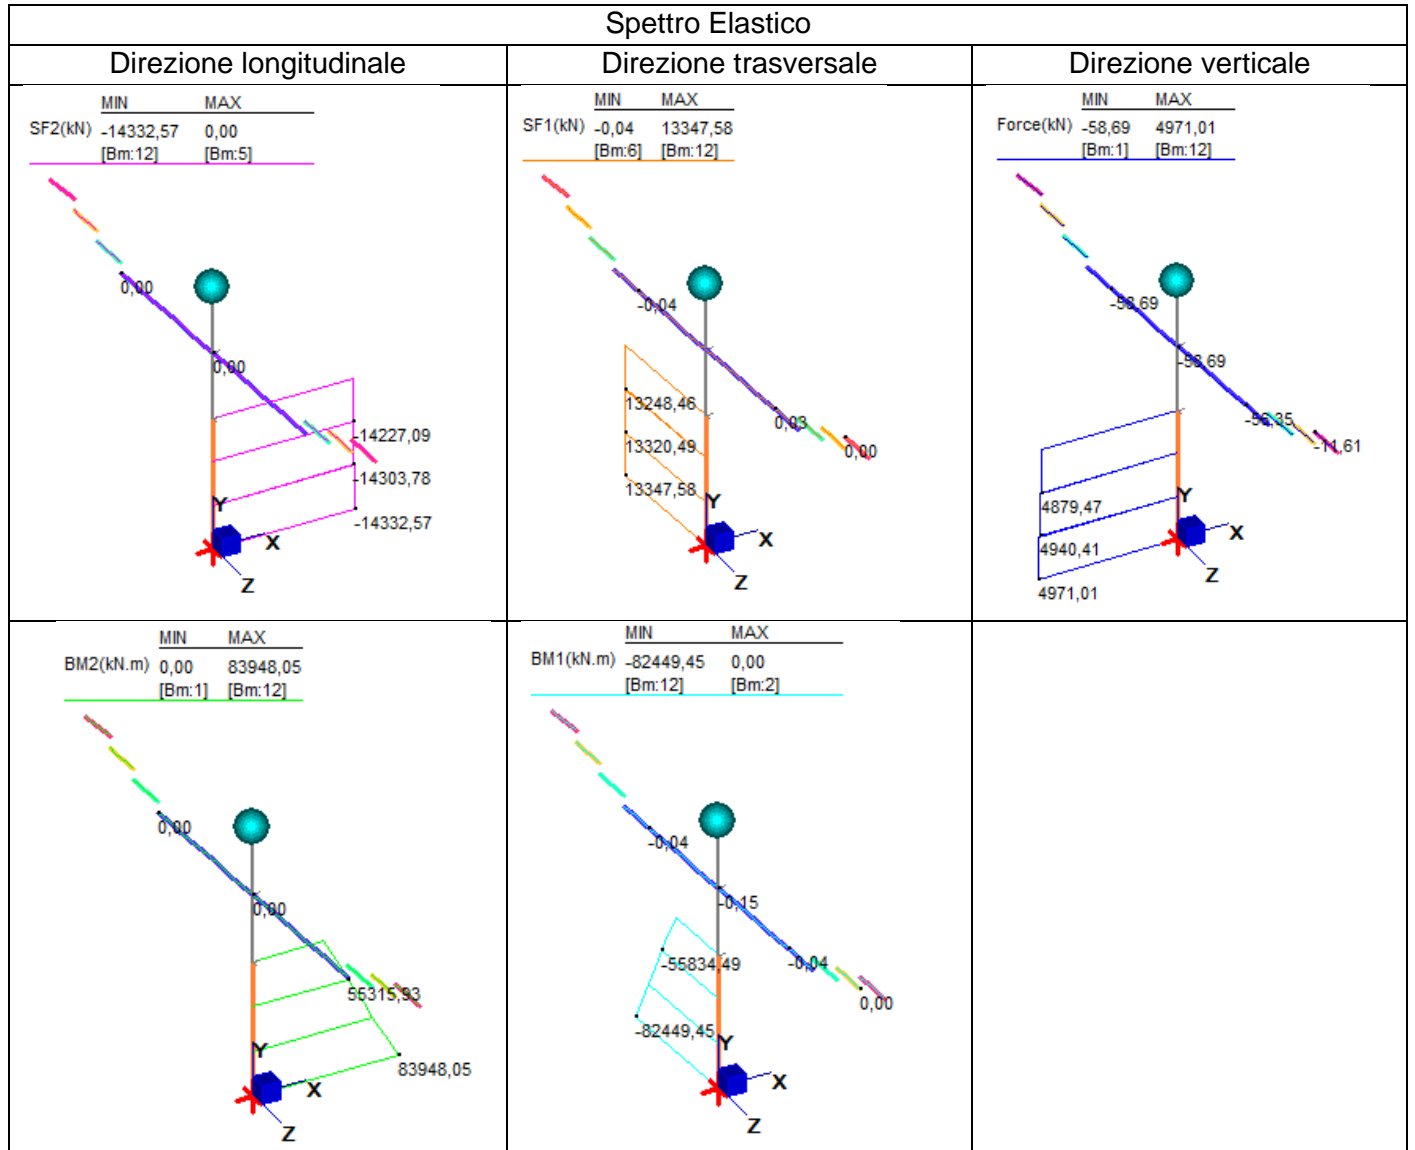 Spettro Elastico
Direzione longitudinale
Direzione trasversale
Direzione verticale
MIN MAX
SF2(kN) -14332,57 0,00
[Bm:12] [Bm:5]
0,00
0,00
-14227,09
-14303,78
-14332,57
Y
X
Z
MIN MAX
SF1(kN) -0,04 13347,58
[Bm:6] [Bm:12]
-0,04
13248,46
0,03
13320,49
0,00
13347,58
Y
X
Z
MIN MAX
Force(kN) -58,69 4971,01
[Bm:1] [Bm:12]
-58,69
-58,69
-11,61
4879,47
4940,41
4971,01
Y
X
Z
MIN MAX
BM2(kN.m) 0,00 83948,05
[Bm:1] [Bm:12]
0,00
0,00
55315,93
83948,05
Y
X
Z
MIN MAX
BM1(kN.m) -82449,45 0,00
[Bm:12] [Bm:2]
-0,04
-0,15
-55834,49
-0,04
0,00
-82449,45
Y
X
Z